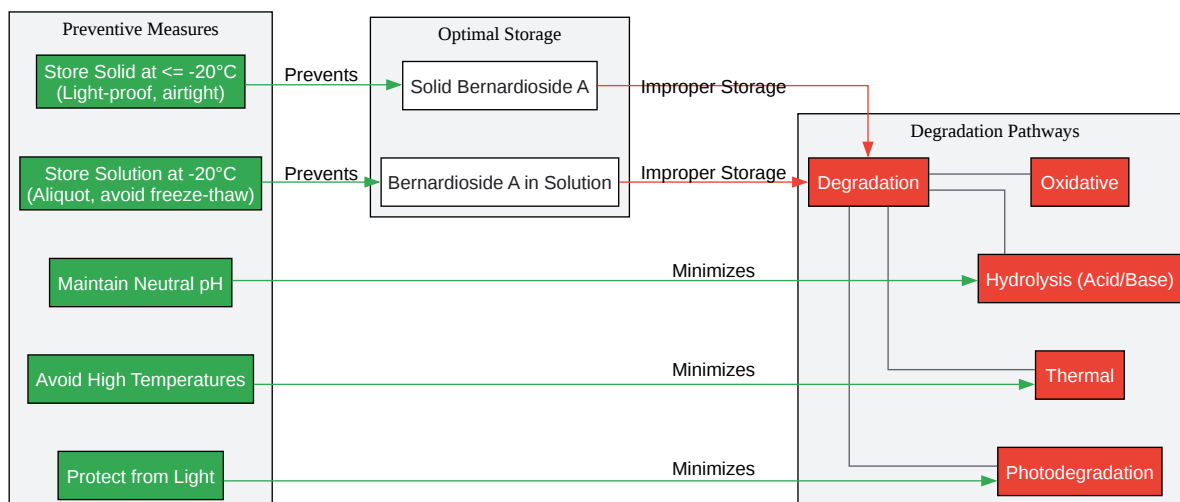 Preventive Measures
Optimal Storage
Store Solid at <= -20°C
(Light-proof, airtight)
Prevents
Solid Bernardioside A
Improper Storage
Degradation Pathways
Store Solution at -20°C
(Aliquot, avoid freeze-thaw)
Prevents
Bernardioside A in Solution
Improper Storage
Degradation
Oxidative
Maintain Neutral pH
Minimizes
Hydrolysis (Acid/Base)
Avoid High Temperatures
Minimizes
Thermal
Protect from Light
Minimizes
Photodegradation